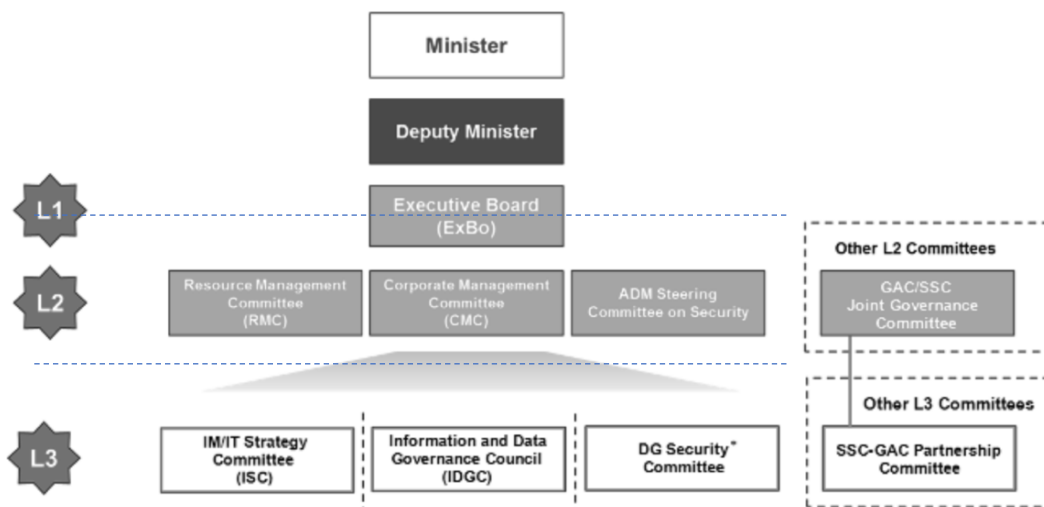 Minister
Deputy Minister
L1
Executive Board
(ExBo)
Other L2 Committees
L2
Resource Management
Committee
(RMC)
Corporate Management
Committee
(CMC)
ADM Steering
Committee on Security
GAC/SSC
Joint Governance
Committee
Other L3 Committees
L3
IM/IT Strategy
Committee
(ISC)
Information and Data
Governance Council
(IDGC)
DG Security*
Committee
SSC-GAC Partnership
Committee